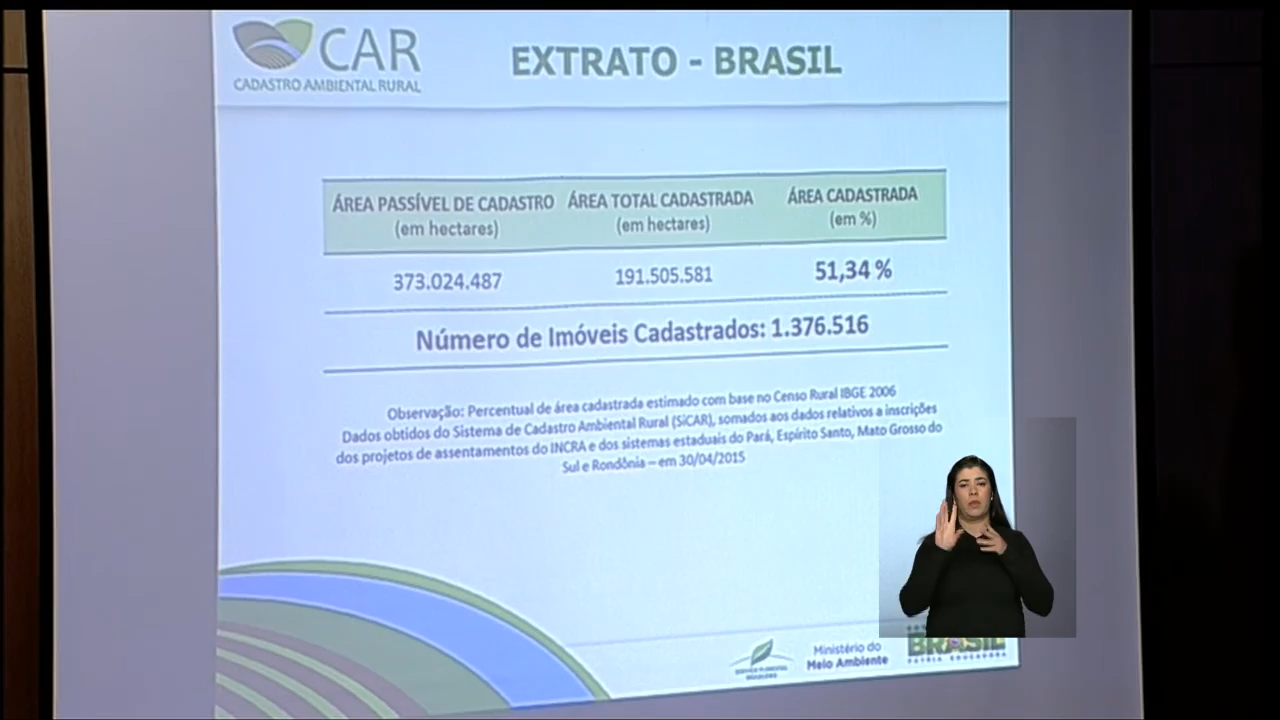 CAR
CADASTRO AMBIENTAL RURAL
EXTRATO - BRASIL
ÁREA PASSÍVEL DE CADASTRO
(em hectares)
ÁREA TOTAL CADASTRADA
(em hectares)
ÁREA CADASTRADA
(em %)
373.024.487
191.505.581
51,34 %
Número de Imóveis Cadastrados: 1.376.516
Observação: Percentual de área cadastrada estimado com base no Censo Rural IBGE 2006
Dados obtidos do Sistema de Cadastro Ambiental Rural (SiCAR), somados aos dados relativos a inscrições
dos projetos de assentamentos do INCRA e dos sistemas estaduais do Pará, Espírito Santo, Mato Grosso do
Sul e Rondônia – em 30/04/2015
SERVIÇO FLORESTAL
BRASILEIRO
Ministério do
Meio Ambiente
BRASIL
PÁTRIA EDUCADORA